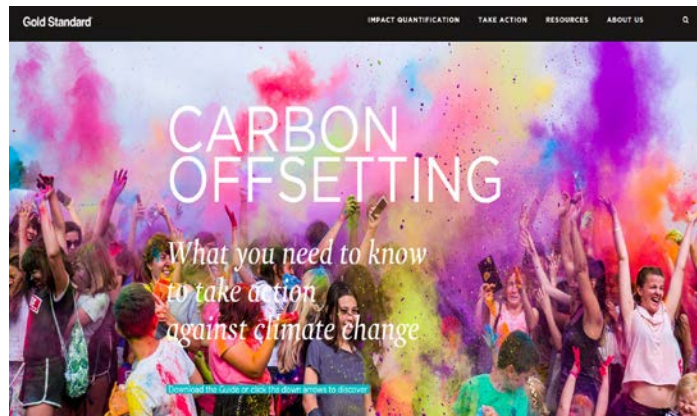 Gold Standard
IMPACT QUANTIFICATION TAKE ACTION RESOURCES ABOUT US
CARBON
OFFSETTING
What you need to know
to take action
against climate change
Download the Guide or click the down arrows to discover